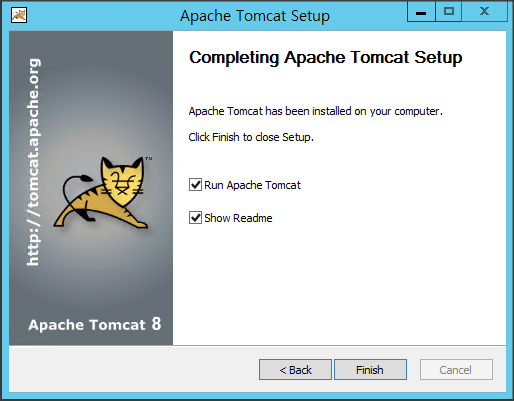 Apache Tomcat Setup
http://tomcat.apache.org
Apache Tomcat 8
Completing Apache Tomcat Setup
Apache Tomcat has been installed on your computer.
Click Finish to close Setup.
Run Apache Tomcat
Show Readme
< Back
Finish
Cancel